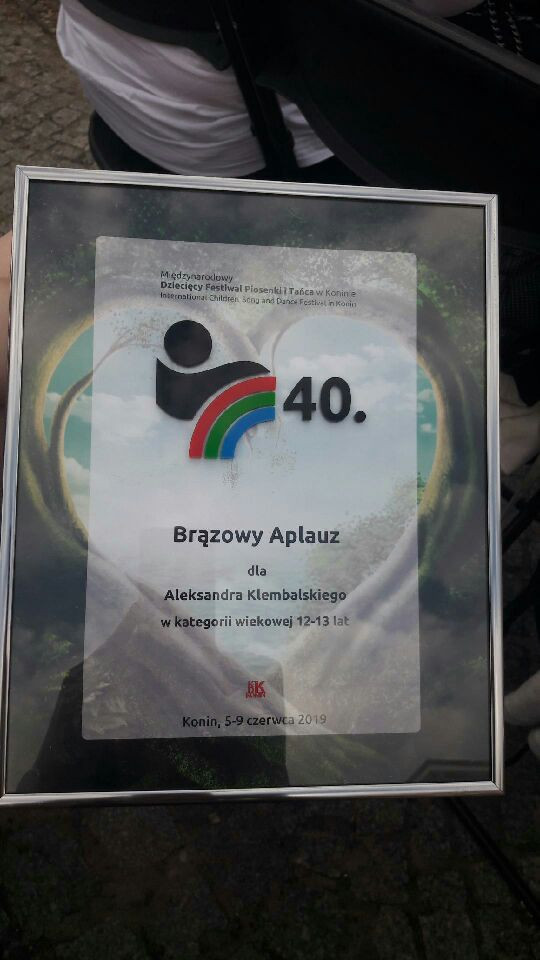 Międzynarodowy
Dziecięcy Festiwal Piosenki i Tańca w Koninie
International Children Song and Dance Festival in Konin
40.
Brązowy Aplauz
dla
Aleksandra Klembalskiego
w kategorii wiekowej 12-13 lat
KONIN
Konin, 5-9 czerwca 2019